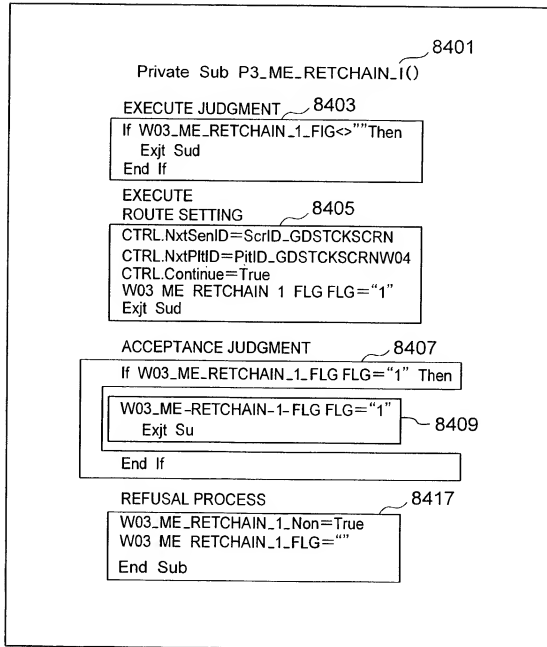 8401
Private Sub P3_ME_RETCHAIN_1()
EXECUTE JUDGMENT 8403
If W03_ME_RETCHAIN_1_FIG<>""Then
Exjt Sud
End If
EXECUTE
ROUTE SETTING 8405
CTRL.NxtSenID=ScrID_GDSTCKSCRN
CTRL.NxtPltID=PitID_GDSTCKSCRNW04
CTRL.Continue=True
W03 ME RETCHAIN 1 FLG FLG="1"
Exjt Sud
ACCEPTANCE JUDGMENT 8407
If W03_ME_RETCHAIN_1_FLG FLG="1" Then
W03_ME-RETCHAIN-1-FLG FLG="1"
Exjt Su
8409
End If
REFUSAL PROCESS 8417
W03_ME_RETCHAIN_1_Non=True
W03 ME RETCHAIN_1_FLG=""
End Sub